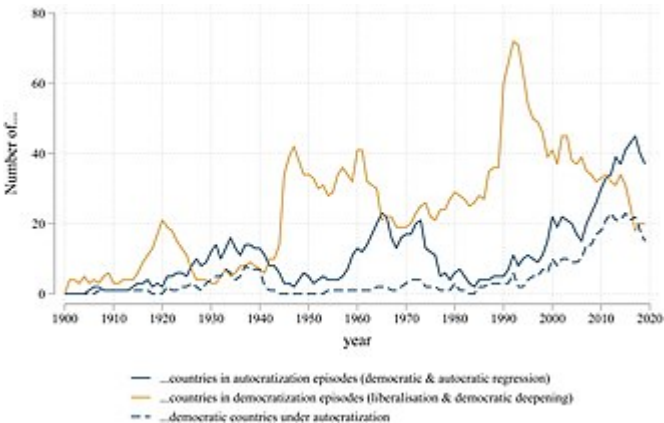 80
60
40
20
0
Number of...
1900 1910 1920 1930 1940 1950 1960 1970 1980 1990 2000 2010 2020
year
...countries in autocratization episodes (democratic & autocratic regression)
...countries in democratization episodes (liberalisation & democratic deepening)
...democratic countries under autocratization